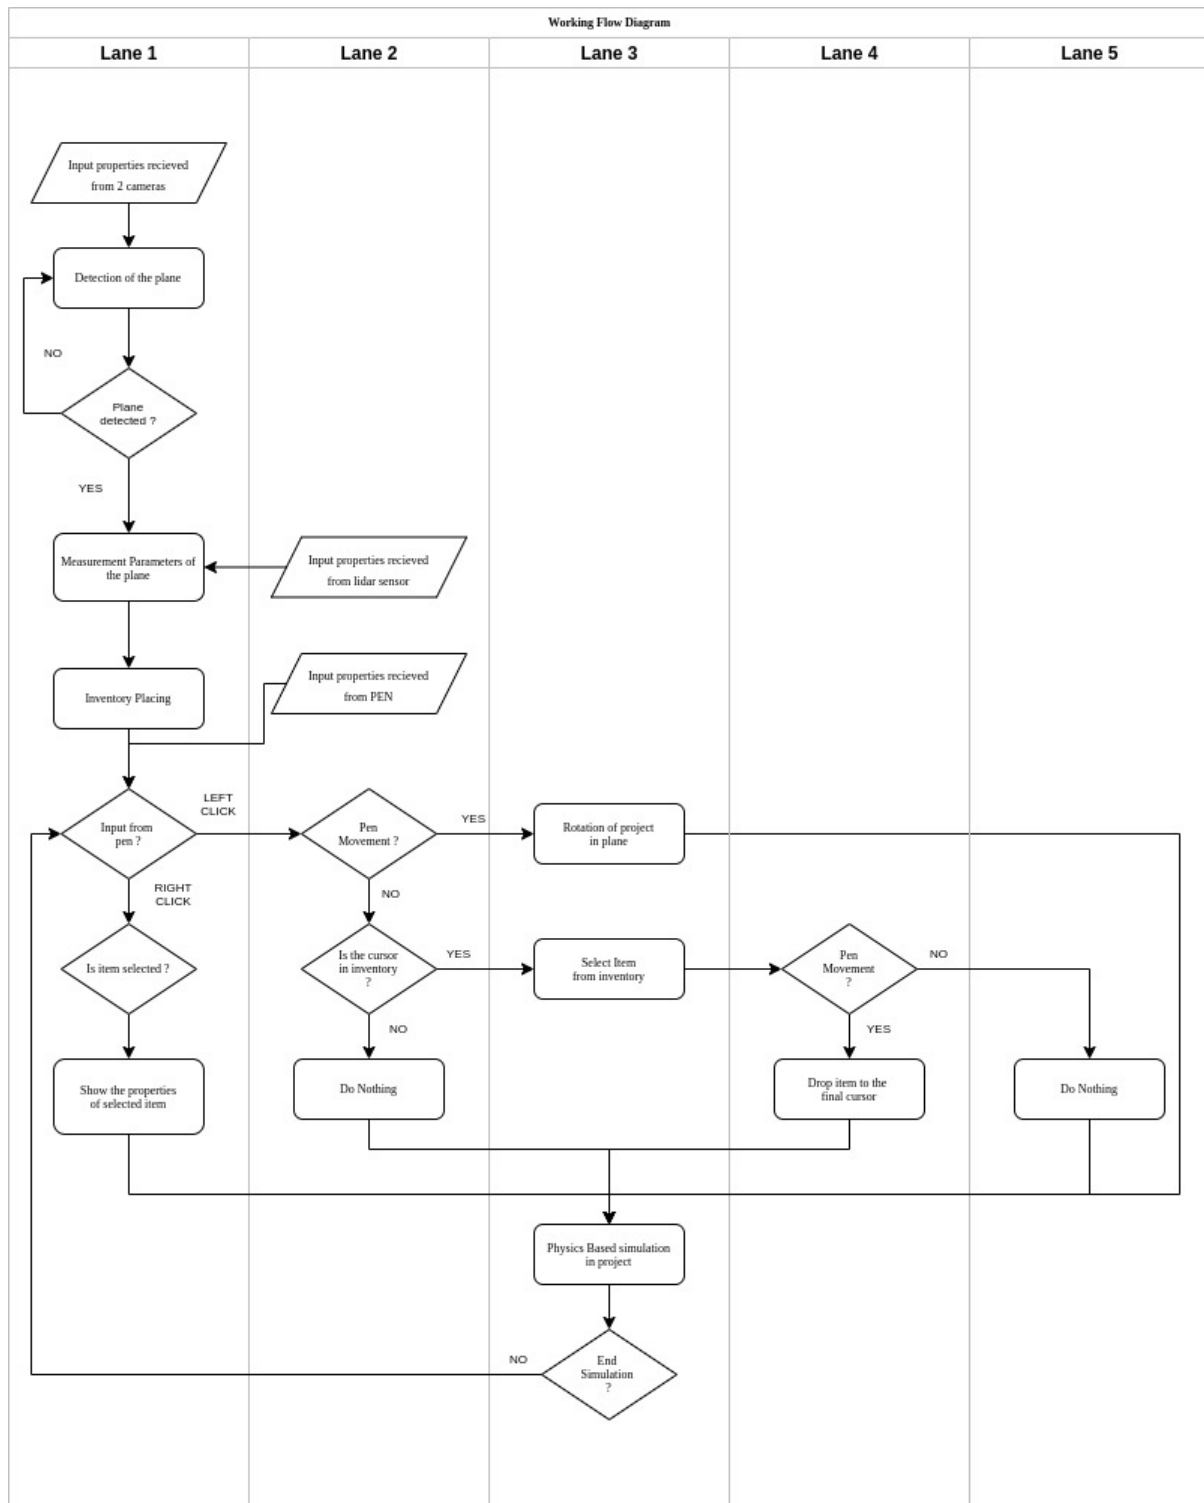 Working Flow Diagram
Lane 1
Lane 2
Lane 3
Lane 4
Lane 5
Input properties recieved
from 2 cameras
Detection of the plane
NO
Plane
detected ?
YES
Measurement Parameters of
the plane
Input properties recieved
from lidar sensor
Inventory Placing
Input properties recieved
from PEN
Input from
pen ?
LEFT
CLICK
Pen
Movement ?
YES
Rotation of project
in plane
RIGHT
CLICK
NO
Is item selected ?
Is the cursor
in inventory
?
YES
Select Item
from inventory
Pen
Movement
?
NO
NO
YES
Show the properties
of selected item
Do Nothing
Drop item to the
final cursor
Do Nothing
Physics Based simulation
in project
NO
End
Simulation
?